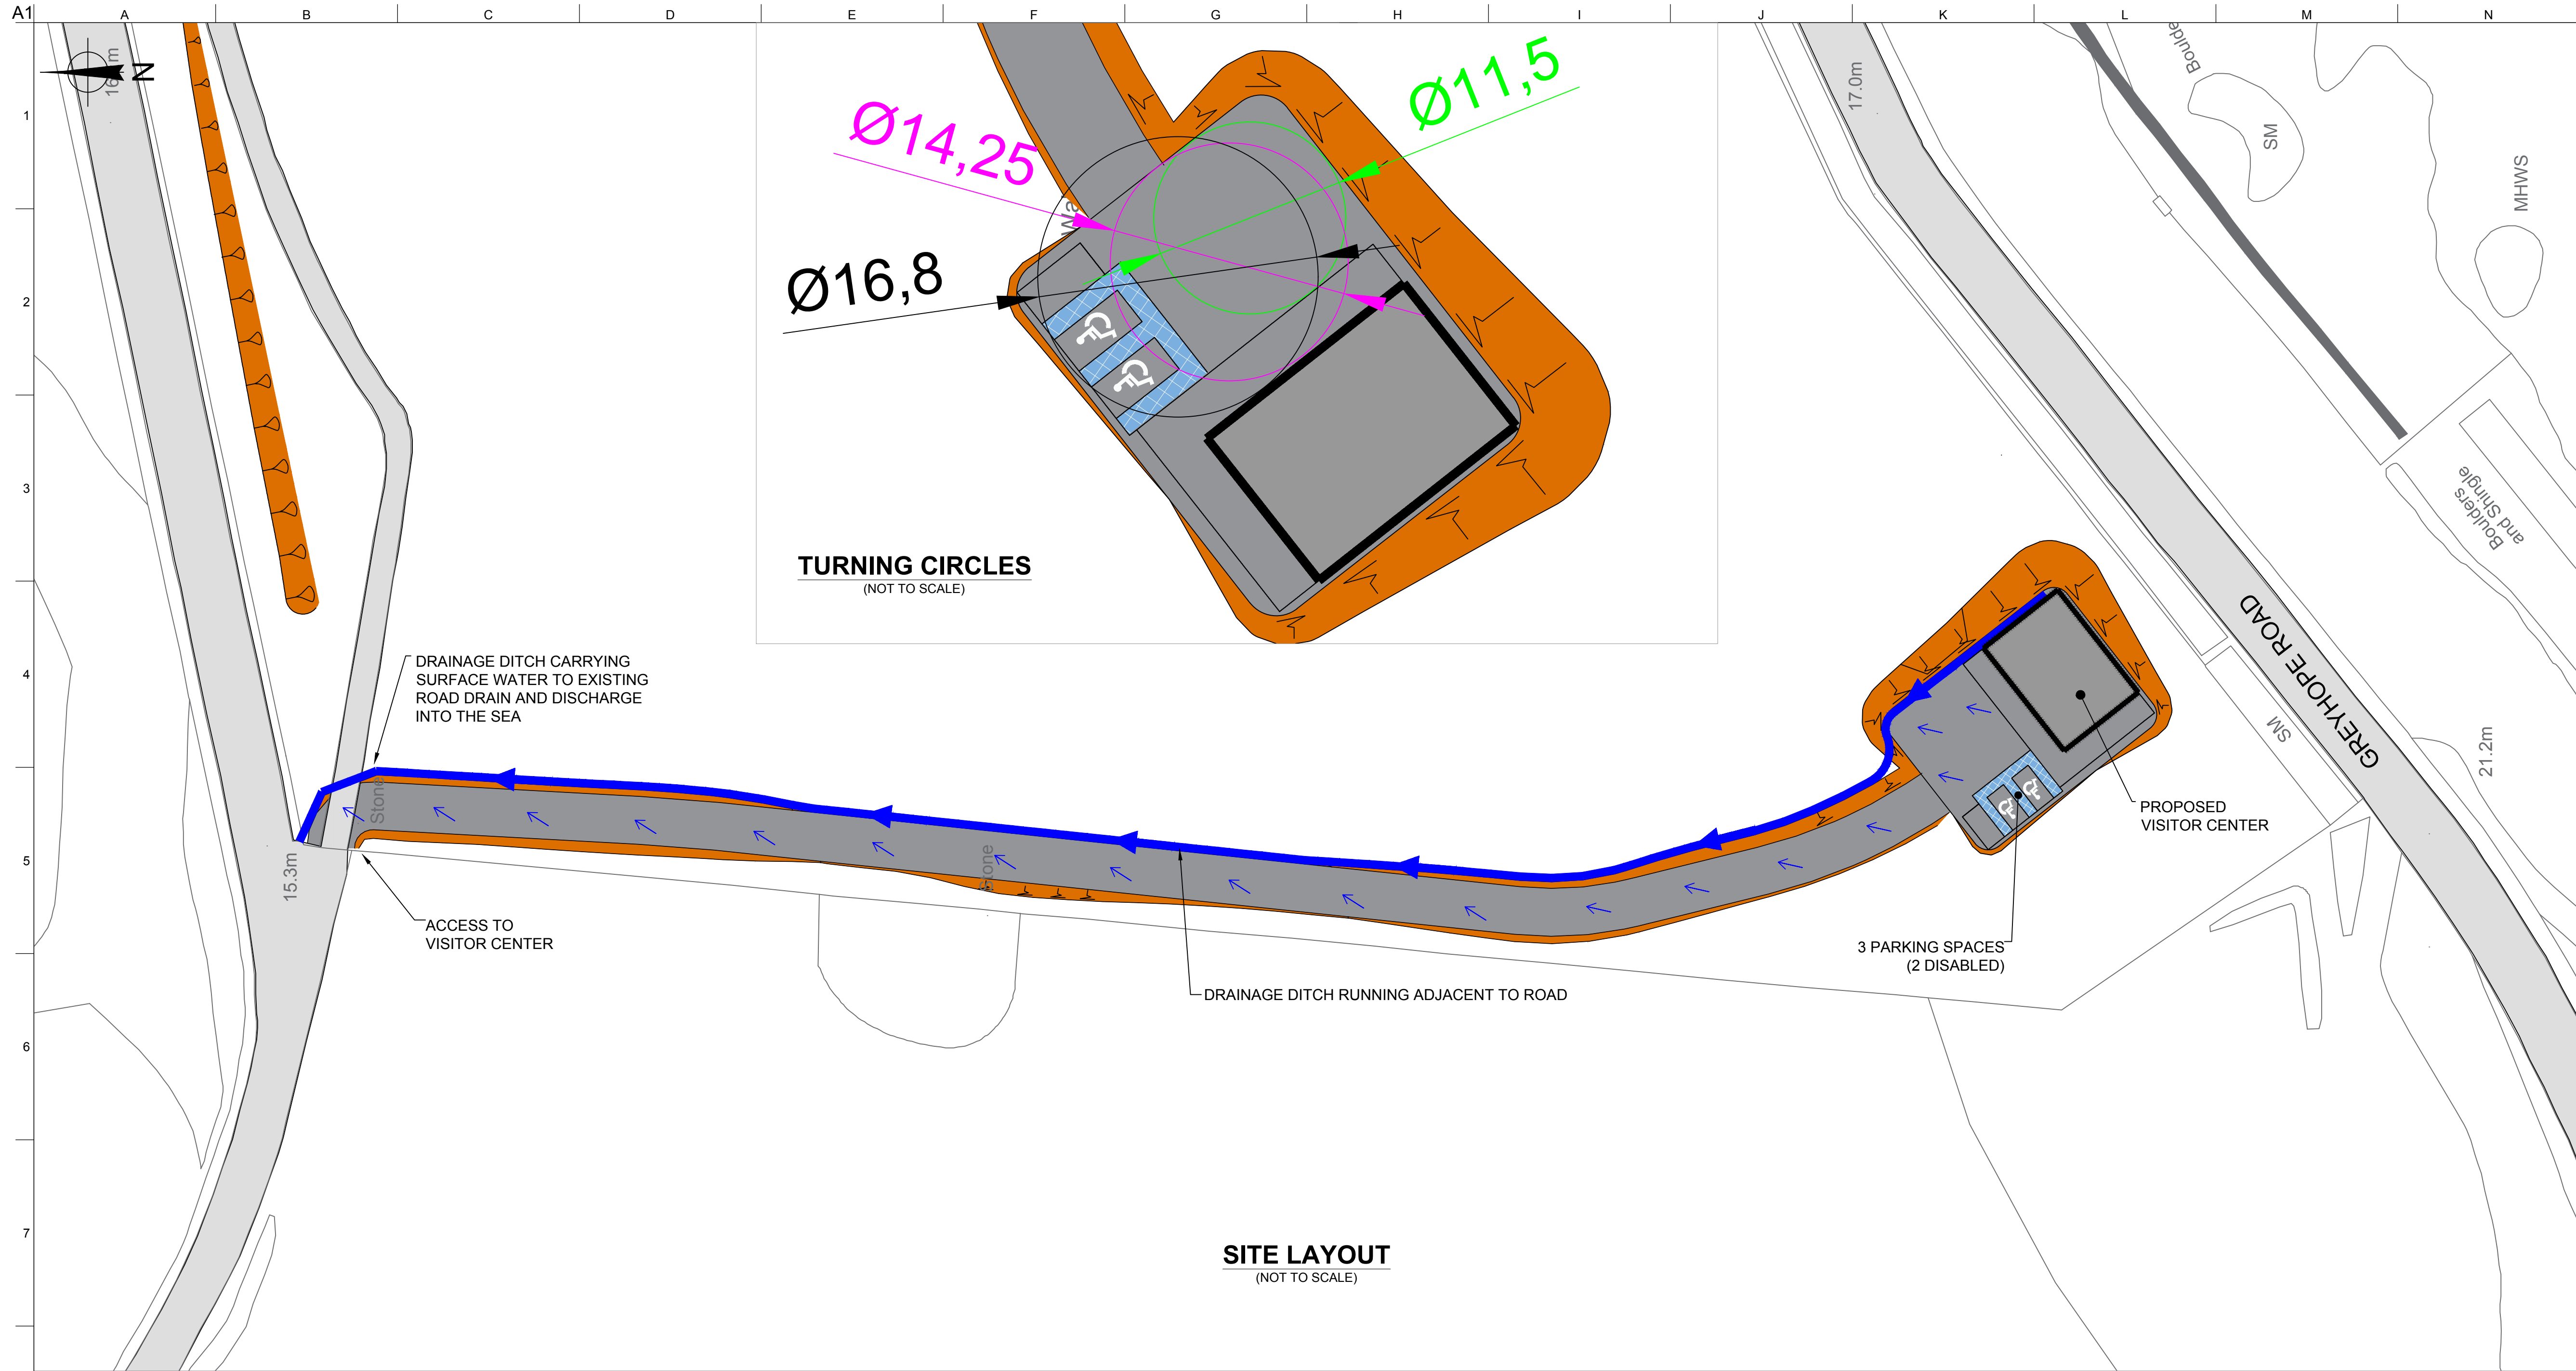 A1
A
B
C
D
E
F
G
H
I
J
K
L
M
N
1
2
3
4
5
6
7
N
Ø14,25
Ø11,5
Ø16,8
TURNING CIRCLES
(NOT TO SCALE)
17.0m
SM
MHWS
Boulders
and Shingle
GREYHOPE ROAD
SM
21.2m
DRAINAGE DITCH CARRYING
SURFACE WATER TO EXISTING
ROAD DRAIN AND DISCHARGE
INTO THE SEA
Stone
15.3m
ACCESS TO
VISITOR CENTER
Stone
DRAINAGE DITCH RUNNING ADJACENT TO ROAD
3 PARKING SPACES
(2 DISABLED)
PROPOSED
VISITOR CENTER
SITE LAYOUT
(NOT TO SCALE)